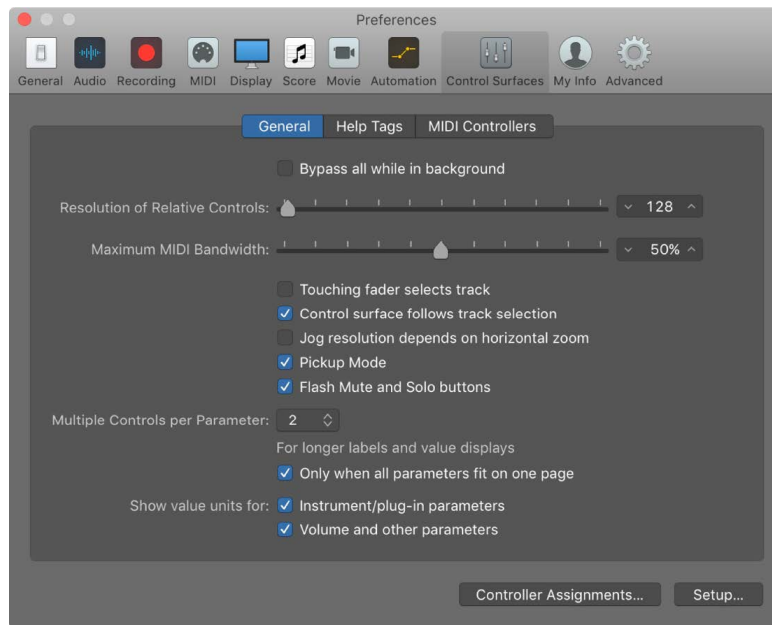 Preferences
General Audio Recording MIDI Display Score Movie Automation Control Surfaces My Info Advanced
General Help Tags MIDI Controllers
Bypass all while in background
Resolution of Relative Controls: 128
Maximum MIDI Bandwidth: 50%
Touching fader selects track
Control surface follows track selection
Jog resolution depends on horizontal zoom
Pickup Mode
Flash Mute and Solo buttons
Multiple Controls per Parameter: 2
For longer labels and value displays
Only when all parameters fit on one page
Show value units for: Instrument/plug-in parameters
Volume and other parameters
Controller Assignments... Setup...